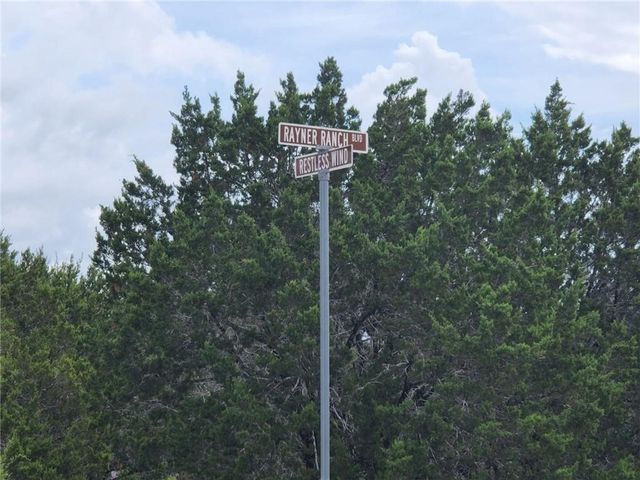 RAYNER RANCH BLVD
RESTLESS WIND